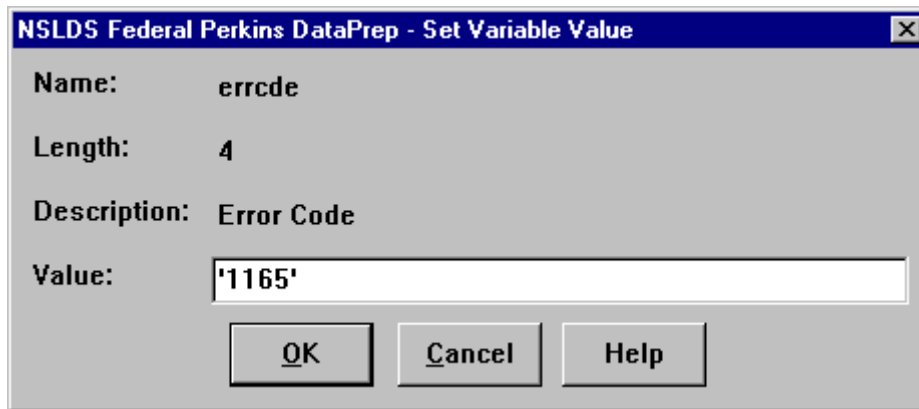 NSLDS Federal Perkins DataPrep - Set Variable Value
Name: errcde
Length: 4
Description: Error Code
Value: '1165'
OK Cancel Help